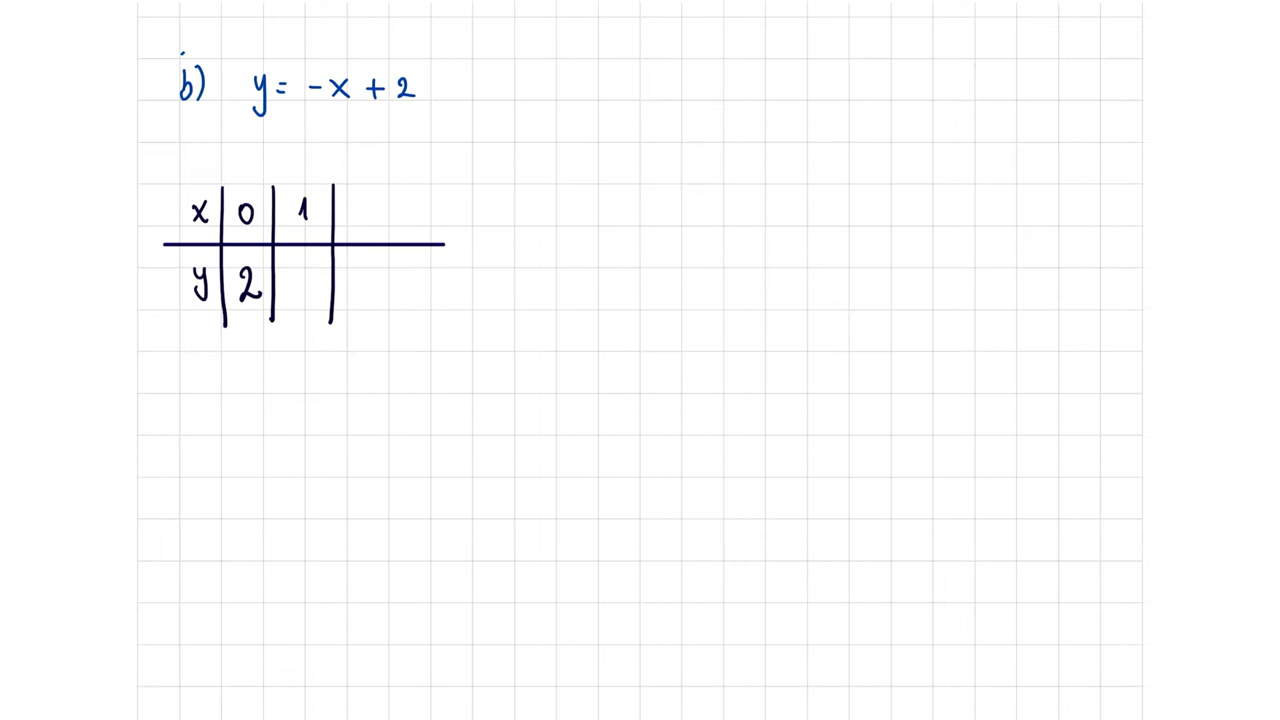 b) y = -x + 2
x 0 1
y 2